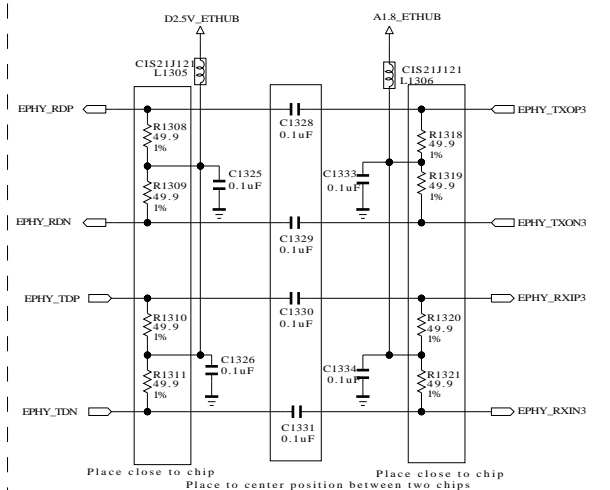 D2.5V_ETHUB
A1.8_ETHUB
CIS21J121
L1305
CIS21J121
L1306
EPHY_RDP
C1328
0.1uF
EPHY_TXOP3
R1308
49.9
1%
R1318
49.9
1%
C1325
0.1uF
C1333
0.1uF
R1309
49.9
1%
R1319
49.9
1%
EPHY_RDN
C1329
0.1uF
EPHY_TXON3
EPHY_TDP
C1330
0.1uF
EPHY_RXIP3
R1310
49.9
1%
R1320
49.9
1%
C1326
0.1uF
C1334
0.1uF
R1311
49.9
1%
R1321
49.9
1%
EPHY_TDN
C1331
0.1uF
EPHY_RXIN3
Place close to chip
Place close to chip
Place to center position between two chips